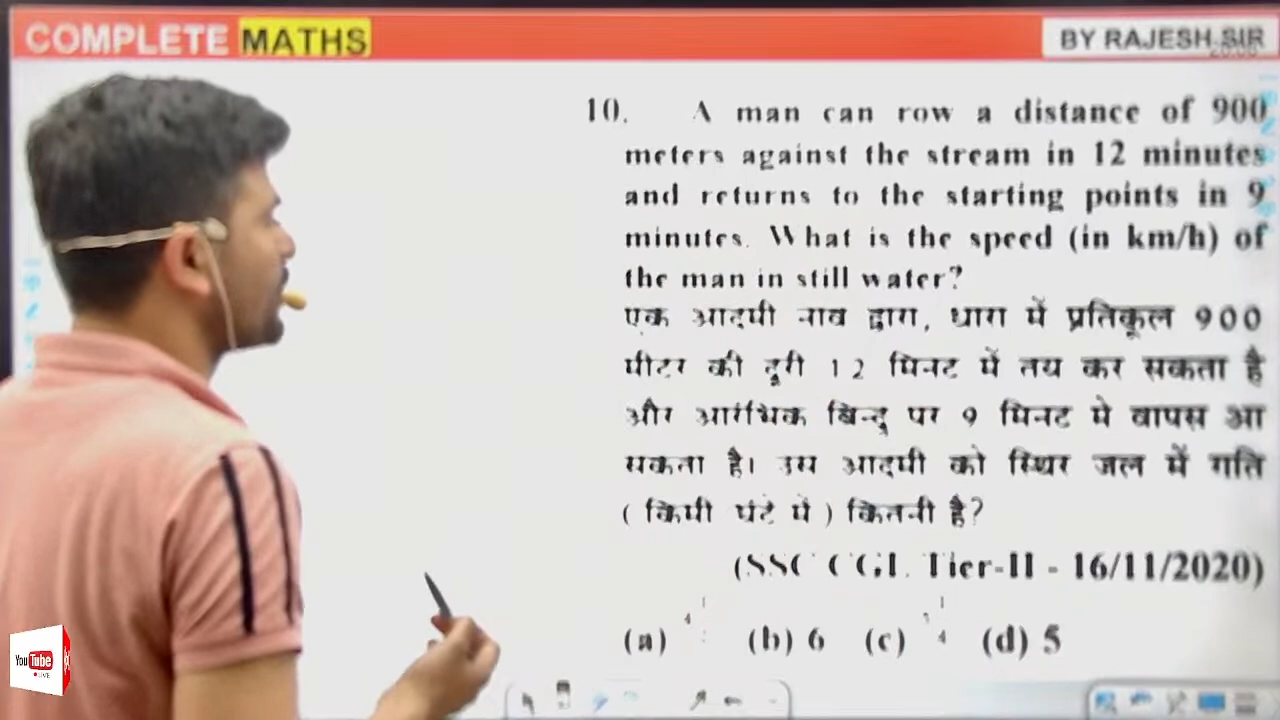 COMPLETE MATHS
BY RAJESH SIR
10. A man can row a distance of 900
meters against the stream in 12 minutes
and returns to the starting points in 9
minutes. What is the speed (in km/h) of
the man in still water?
एक आदमी नाव द्वारा, धारा में प्रतिकूल 900
मीटर की दूरी 12 मिनट में तय कर सकता है
और आरंभिक बिन्दु पर 9 मिनट मे वापस आ
सकता है। उस आदमी को स्थिर जल में गति
( किमी घंटे में ) कितनी है?
(SSC CGL Tier-II - 16/11/2020)
(a) (b) 6 (c) (d) 5
YouTube
LIVE